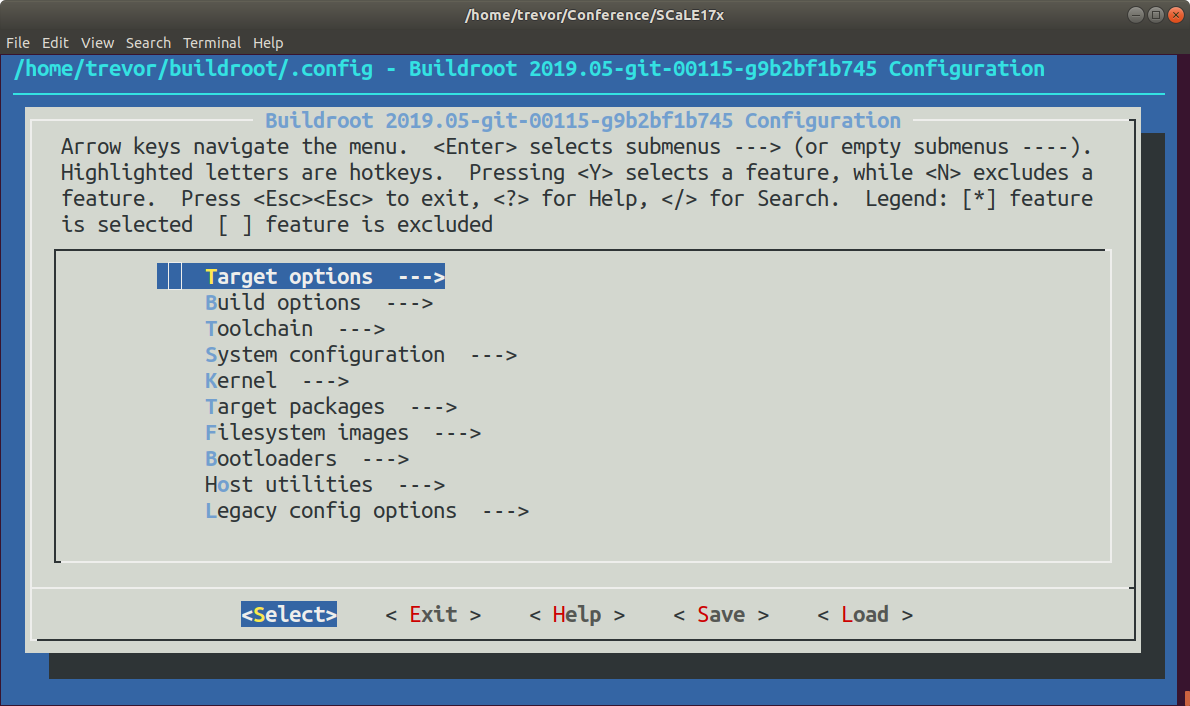 /home/trevor/Conference/SCaLE17x
File Edit View Search Terminal Help
/home/trevor/buildroot/.config - Buildroot 2019.05-git-00115-g9b2bf1b745 Configuration
Buildroot 2019.05-git-00115-g9b2bf1b745 Configuration
Arrow keys navigate the menu.  <Enter> selects submenus ---> (or empty submenus ----).
Highlighted letters are hotkeys.  Pressing <Y> selects a feature, while <N> excludes a
feature.  Press <Esc><Esc> to exit, <?> for Help, </> for Search.  Legend: [*] feature
is selected  [ ] feature is excluded
Target options  --->
Build options  --->
Toolchain  --->
System configuration  --->
Kernel  --->
Target packages  --->
Filesystem images  --->
Bootloaders  --->
Host utilities  --->
Legacy config options  --->
<Select>    < Exit >    < Help >    < Save >    < Load >